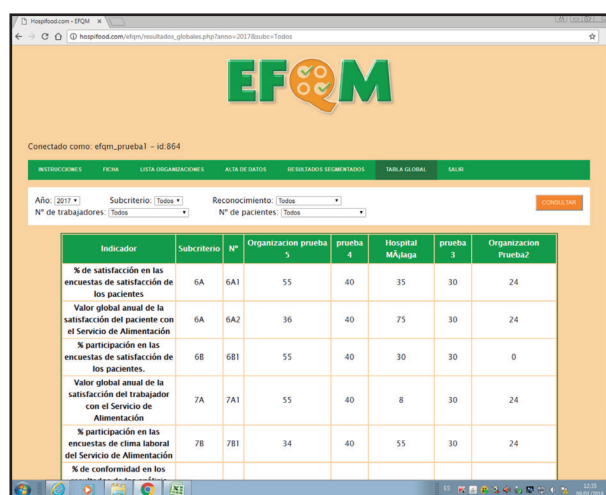 Hospifood.com - EFQM
hospifood.com/efqm/resultados_globales.php?anno=2017&subc=Todos
EFQM
Conectado como: efqm_prueba1 - id:864
INSTRUCCIONES FICHA LISTA ORGANIZACIONES ALTA DE DATOS RESULTADOS SEGMENTADOS TABLA GLOBAL SALIR
Año: 2017 Subcriterio: Todos Reconocimiento: Todos
Nº de trabajadores: Todos Nº de pacientes: Todos
CONSULTAR
Indicador Subcriterio Nº Organizacion prueba 5 prueba 4 Hospital MÃ¡laga prueba 3 Organizacion Prueba2
% de satisfacción en las
encuestas de satisfacción de
los pacientes
6A 6A1 55 40 35 30 24
Valor global anual de la
satisfacción del paciente con
el Servicio de Alimentación
6A 6A2 36 40 75 30 24
% participación en las
encuestas de satisfacción de
los pacientes.
6B 6B1 55 40 30 30 0
Valor global anual de la
satisfacción del trabajador
con el Servicio de
Alimentación
7A 7A1 55 40 8 30 24
% participación en las
encuestas de clima laboral
del Servicio de Alimentación
7B 7B1 34 40 55 30 24
% de conformidad en los
ES 12:35